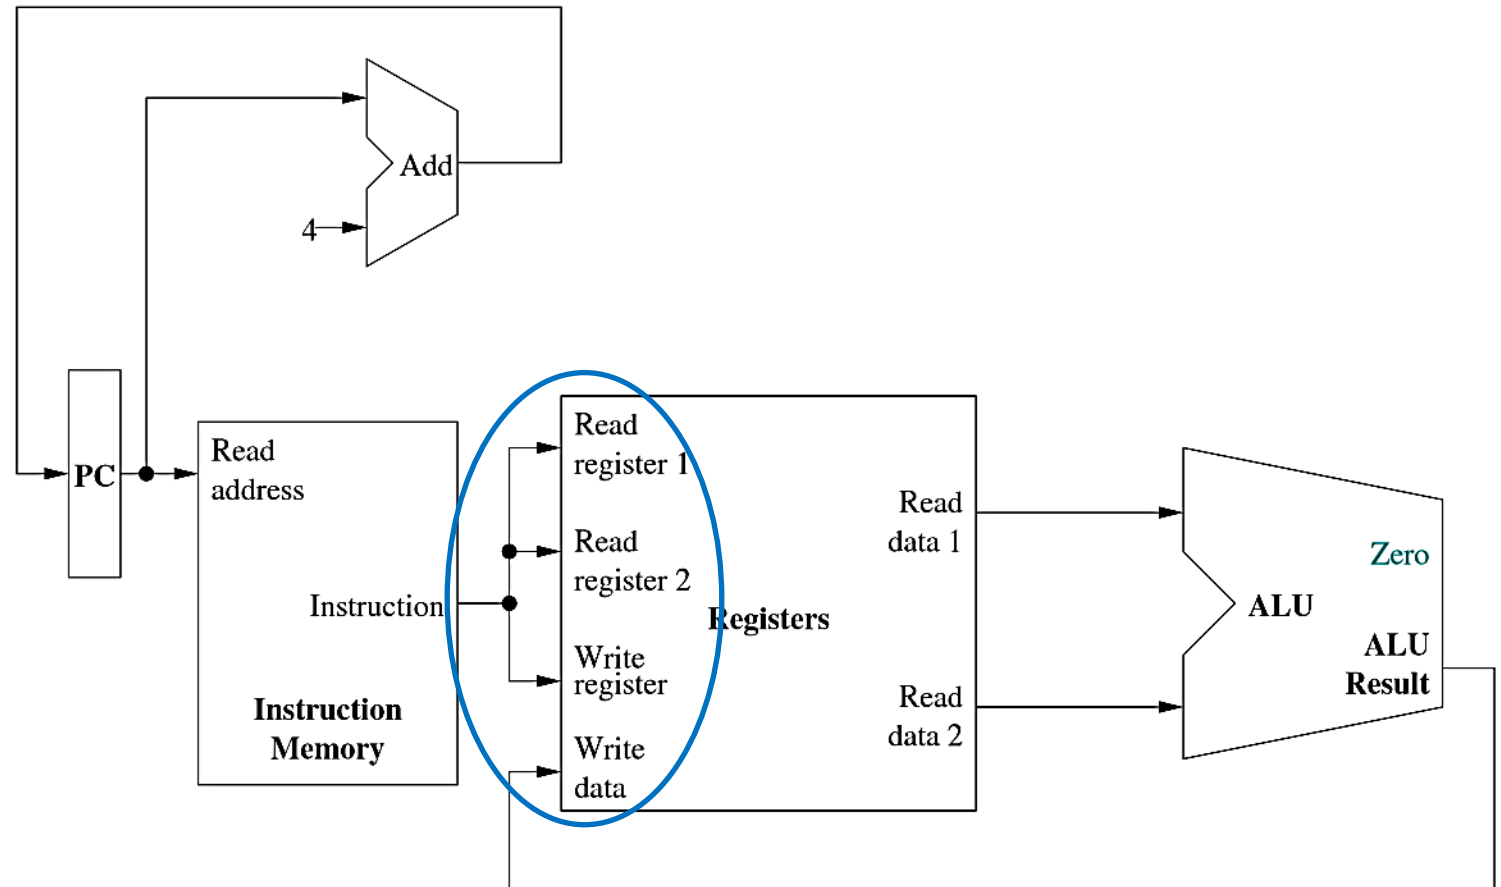 Add
4
PC
Read
address
Instruction
Instruction
Memory
Read
register 1
Read
register 2
Write
register
Write
data
Registers
Read
data 1
Read
data 2
Zero
ALU
ALU
Result